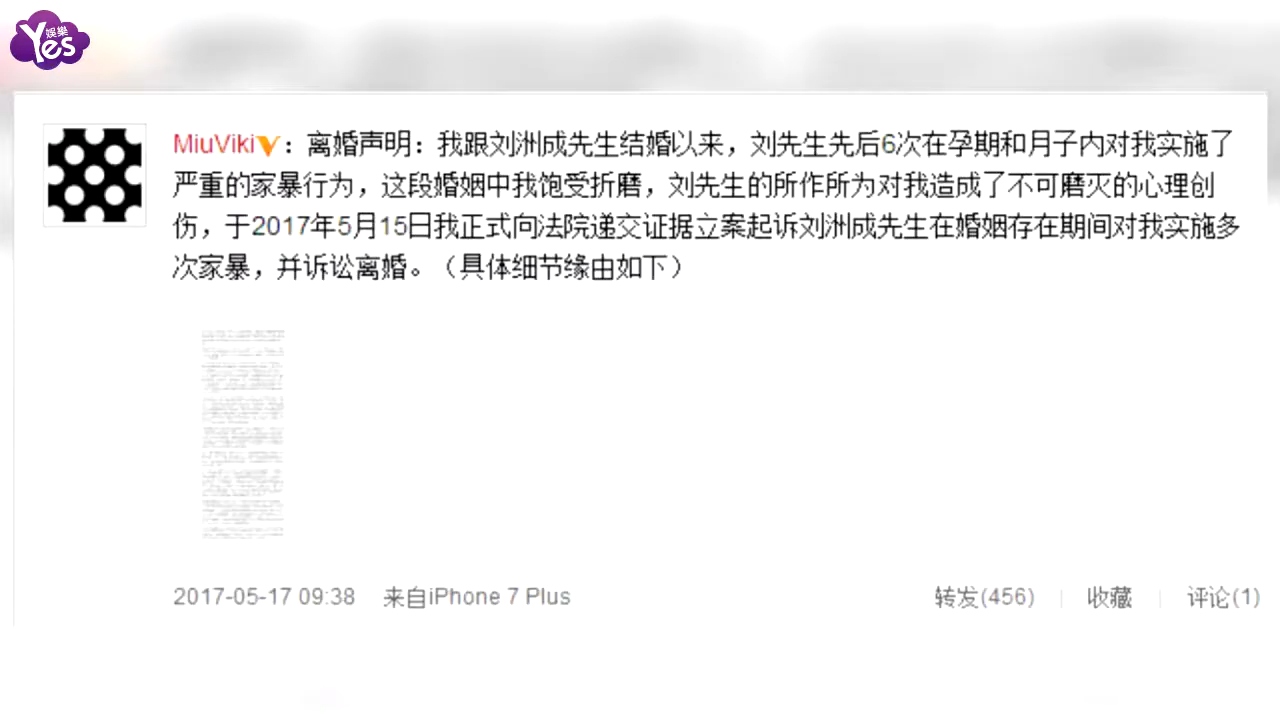 娛樂
Yes
MiuViki：离婚声明：我跟刘洲成先生结婚以来，刘先生先后6次在孕期和月子内对我实施了
严重的家暴行为，这段婚姻中我饱受折磨，刘先生的所作所为对我造成了不可磨灭的心理创
伤，于2017年5月15日我正式向法院递交证据立案起诉刘洲成先生在婚姻存在期间对我实施多
次家暴，并诉讼离婚。（具体细节缘由如下）
2017-05-17 09:38 来自iPhone 7 Plus 转发(456) 收藏 评论(1)